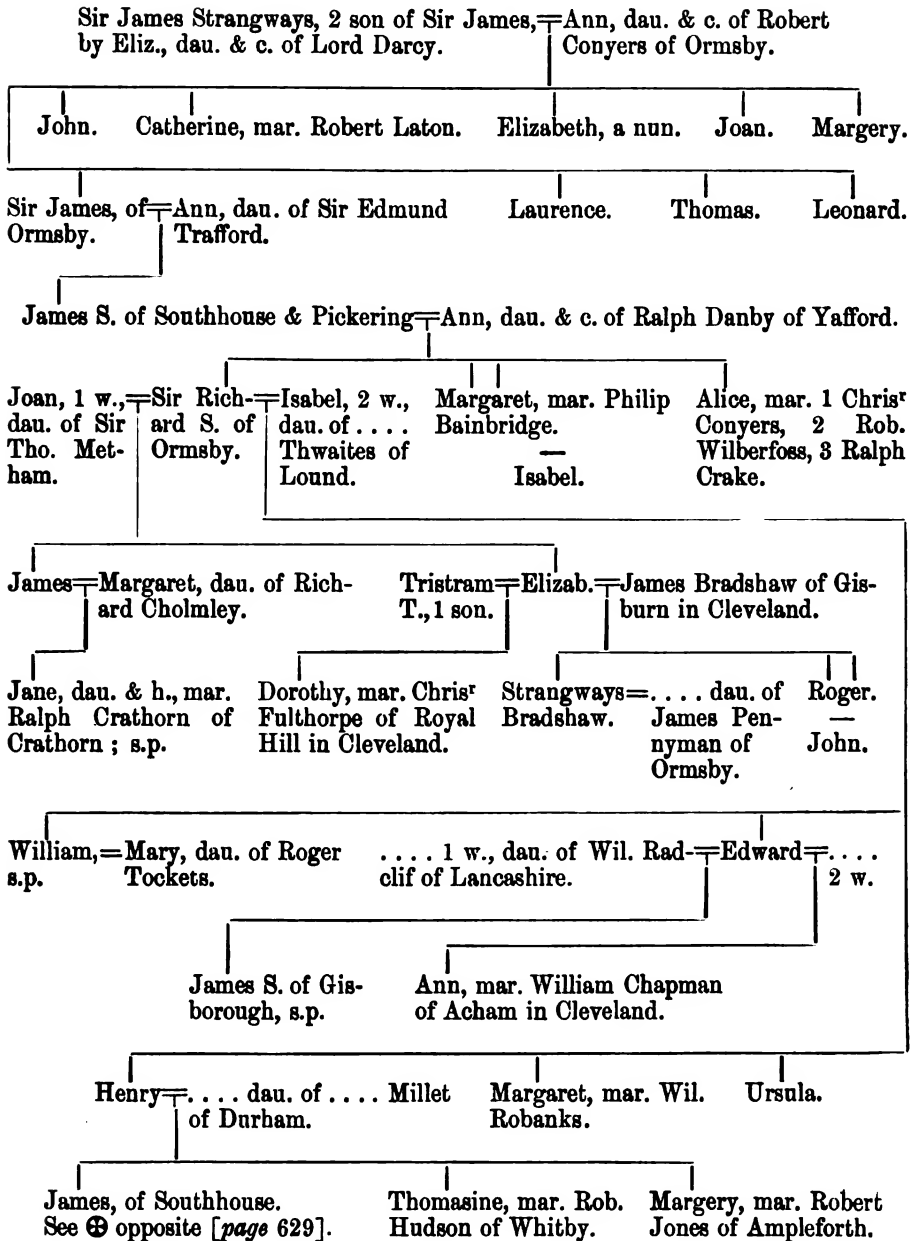 Sir James Strangways, 2 son of Sir James,╤Ann, dau. & c. of Robert
by Eliz., dau. & c. of Lord Darcy. Conyers of Ormsby.
John. Catherine, mar. Robert Laton. Elizabeth, a nun. Joan. Margery.
Sir James, of╤Ann, dau. of Sir Edmund Laurence. Thomas. Leonard.
Ormsby. Trafford.
James S. of Southhouse & Pickering╤Ann, dau. & c. of Ralph Danby of Yafford.
Joan, 1 w.,╤Sir Rich-╤Isabel, 2 w., Margaret, mar. Philip Alice, mar. 1 Chrisʳ
dau. of Sir ard S. of dau. of .... Bainbridge. Conyers, 2 Rob.
Tho. Met- Ormsby. Thwaites of — Wilberfoss, 3 Ralph
ham. Lound. Isabel. Crake.
James╤Margaret, dau. of Rich- Tristram╤Elizab.╤James Bradshaw of Gis-
ard Cholmley. T., 1 son. burn in Cleveland.
Jane, dau. & h., mar. Dorothy, mar. Chrisʳ Strangways=.... dau. of Roger.
Ralph Crathorn of Fulthorpe of Royal Bradshaw. James Pen- —
Crathorn ; s.p. Hill in Cleveland. nyman of John.
Ormsby.
William,=Mary, dau. of Roger .... 1 w., dau. of Wil. Rad-╤Edward╤....
s.p. Tockets. clif of Lancashire. 2 w.
James S. of Gis- Ann, mar. William Chapman
borough, s.p. of Acham in Cleveland.
Henry╤.... dau. of .... Millet Margaret, mar. Wil. Ursula.
of Durham. Robanks.
James, of Southhouse. Thomasine, mar. Rob. Margery, mar. Robert
See ⊕ opposite [page 629]. Hudson of Whitby. Jones of Ampleforth.